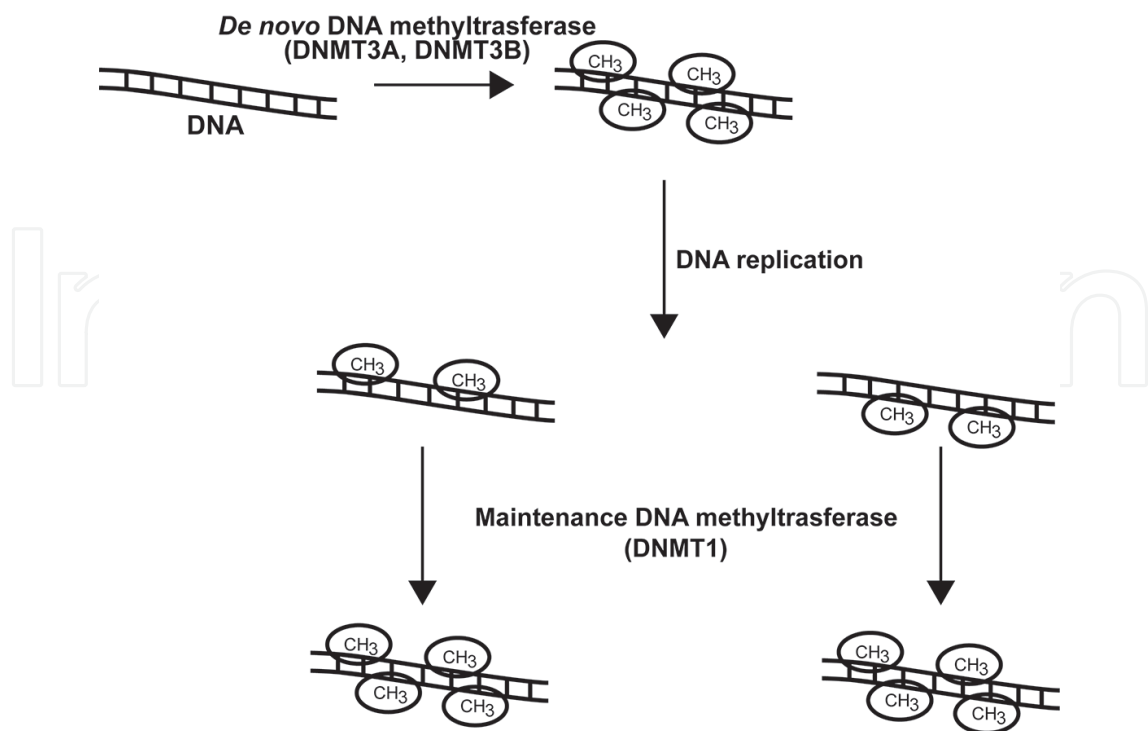 De novo DNA methyltrasferase
(DNMT3A, DNMT3B)
DNA
CH3
CH3
CH3
CH3
DNA replication
CH3
CH3
CH3
CH3
Maintenance DNA methyltrasferase
(DNMT1)
CH3
CH3
CH3
CH3
CH3
CH3
CH3
CH3